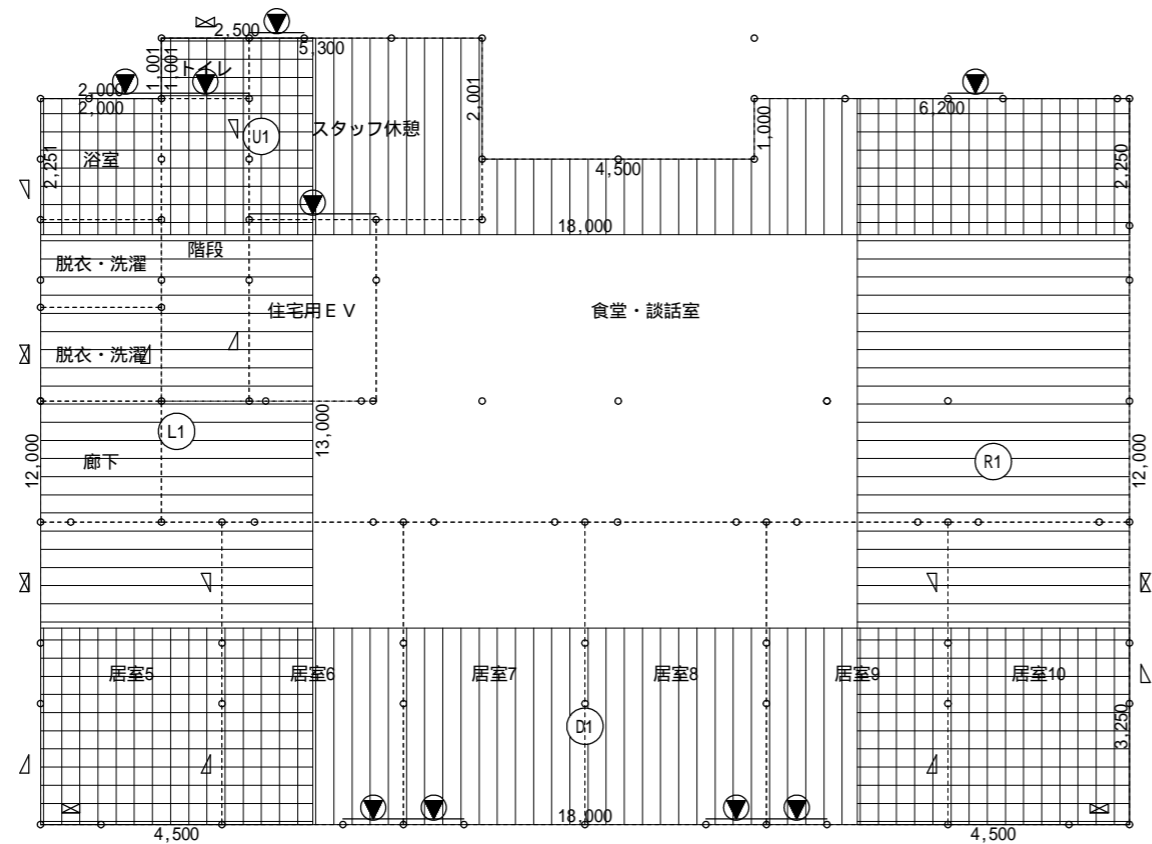 2,500
5,300
1,001
1,001
トイレ
2,000
2,000
2,001
6,200
1,000
U1
スタッフ休憩
浴室
2,251
4,500
2,250
18,000
階段
脱衣・洗濯
住宅用ＥＶ
食堂・談話室
脱衣・洗濯
L1
13,000
廊下
12,000
R1
12,000
居室5
居室6
居室7
居室8
居室9
居室10
D1
3,250
18,000
4,500
4,500